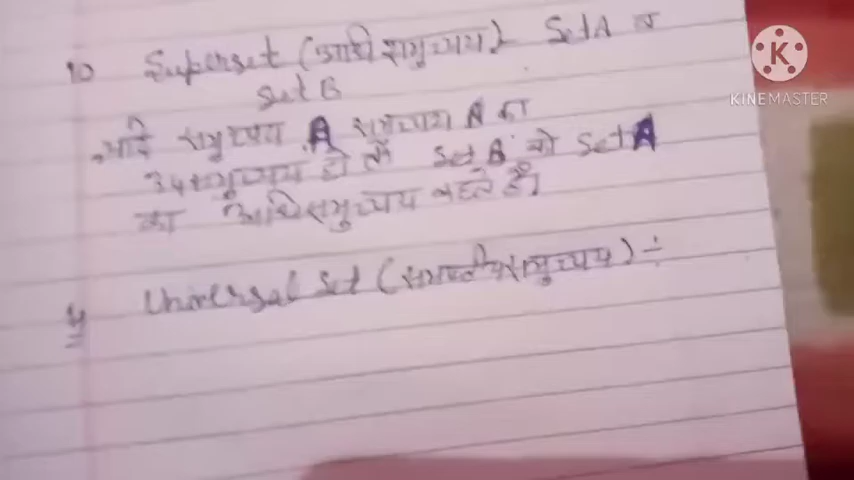 10 Superset (अधिसमुच्चय) Set A व
Set B
यदि समुच्चय A समुच्चय A का
उपसमुच्चय हो तो Set B को Set A
का अधिसमुच्चय कहते हैं।
Universal Set (समष्टीय समुच्चय) ÷
KINEMASTER